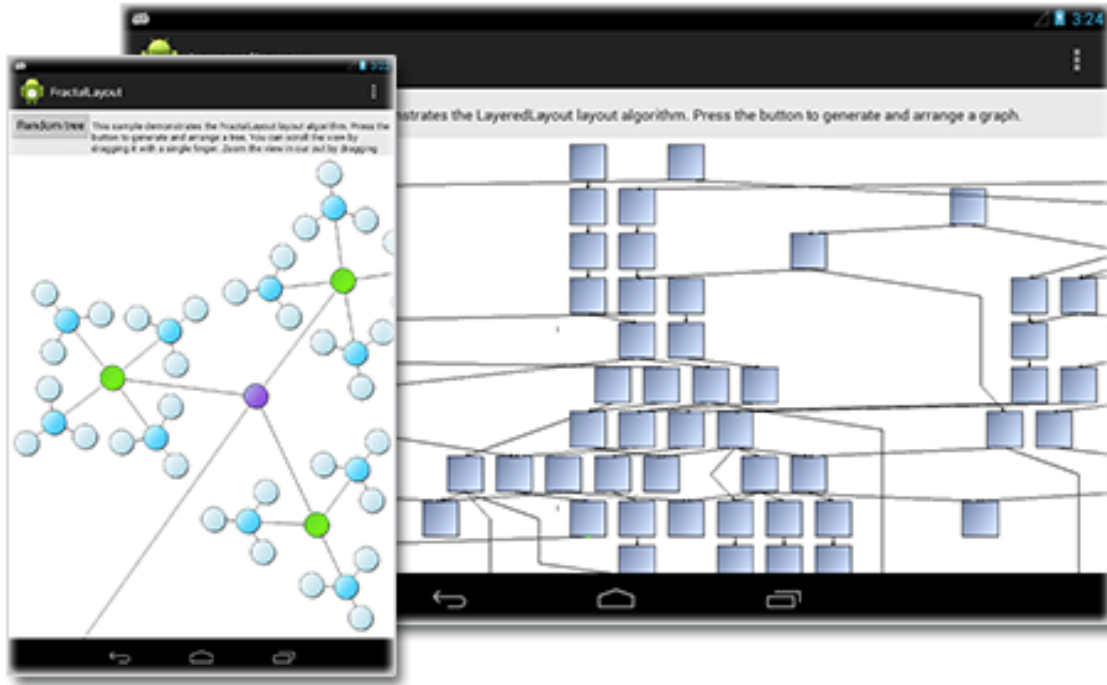 3:24
FractalLayout
Random tree
This sample demonstrates the FractalLayout layout algorithm. Press the
button to generate and arrange a tree. You can scroll the view by
dragging it with a single finger. Zoom the view in our out by dragging
strates the LayeredLayout layout algorithm. Press the button to generate and arrange a graph.